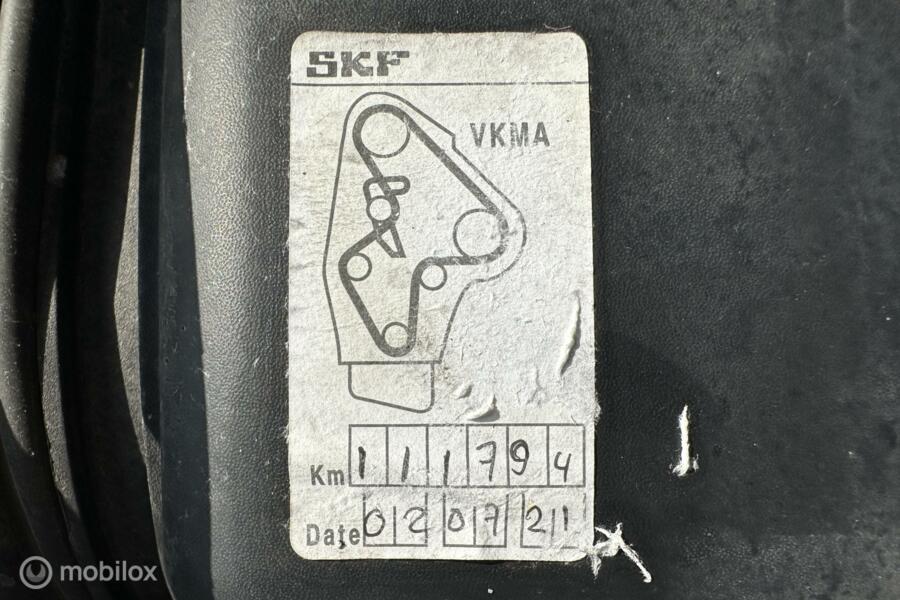 SKF
VKMA
Km 111794
Date 02 07 21
mobilox